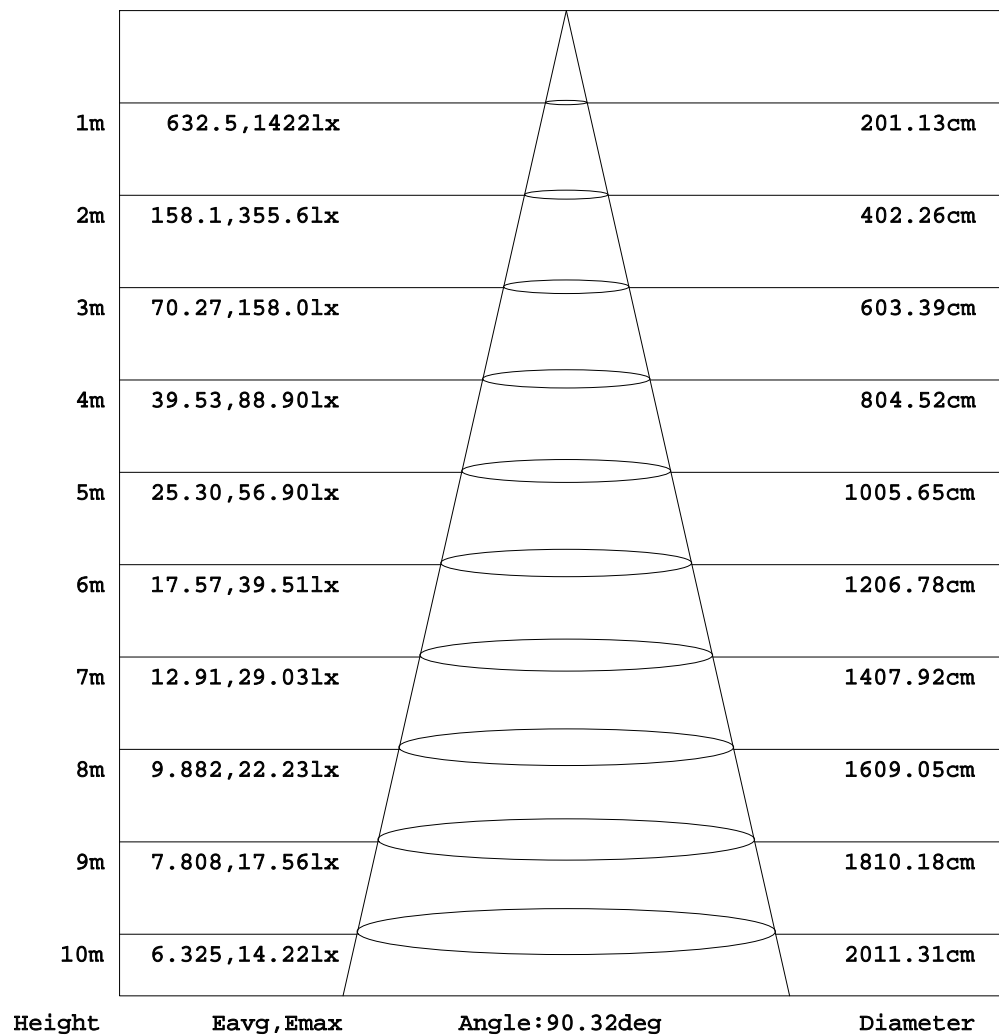 1m 632.5,1422lx 201.13cm
2m 158.1,355.6lx 402.26cm
3m 70.27,158.0lx 603.39cm
4m 39.53,88.90lx 804.52cm
5m 25.30,56.90lx 1005.65cm
6m 17.57,39.51lx 1206.78cm
7m 12.91,29.03lx 1407.92cm
8m 9.882,22.23lx 1609.05cm
9m 7.808,17.56lx 1810.18cm
10m 6.325,14.22lx 2011.31cm
Height Eavg,Emax Angle:90.32deg Diameter